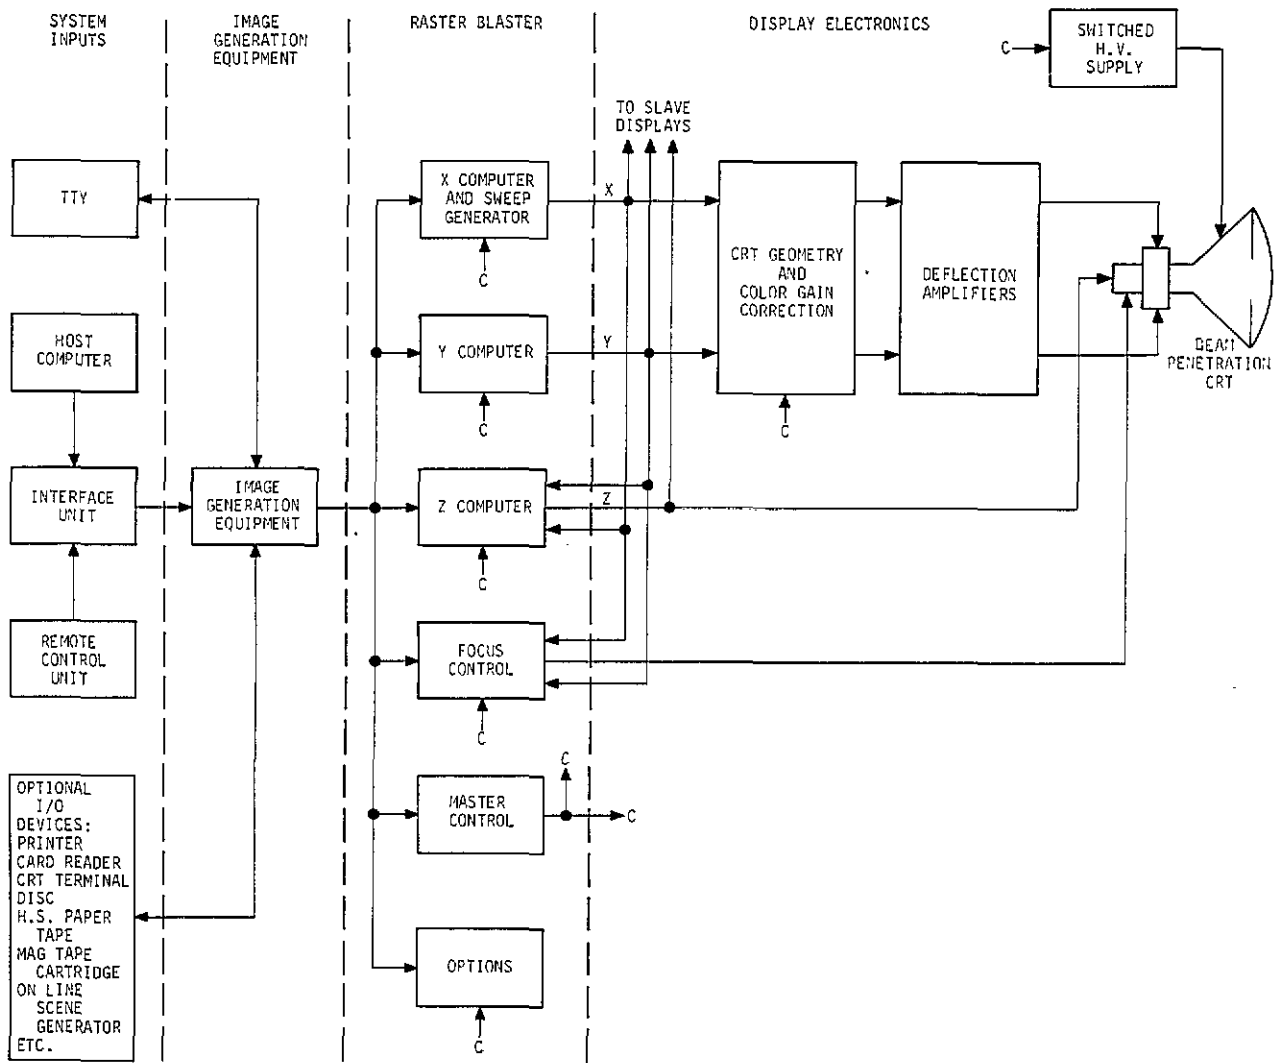 SYSTEM
INPUTS
IMAGE
GENERATION
EQUIPMENT
RASTER BLASTER
DISPLAY ELECTRONICS
C
SWITCHED
H.V.
SUPPLY
TO SLAVE
DISPLAYS
TTY
X COMPUTER
AND SWEEP
GENERATOR
X
C
CRT GEOMETRY
AND
COLOR GAIN
CORRECTION
C
DEFLECTION
AMPLIFIERS
BEAM
PENETRATION
CRT
HOST
COMPUTER
Y COMPUTER
Y
C
INTERFACE
UNIT
IMAGE
GENERATION
EQUIPMENT
Z COMPUTER
Z
C
REMOTE
CONTROL
UNIT
FOCUS
CONTROL
C
MASTER
CONTROL
C
C
OPTIONAL
I/O
DEVICES:
PRINTER
CARD READER
CRT TERMINAL
DISC
H.S. PAPER
TAPE
MAG TAPE
CARTRIDGE
ON LINE
SCENE
GENERATOR
ETC.
OPTIONS
C